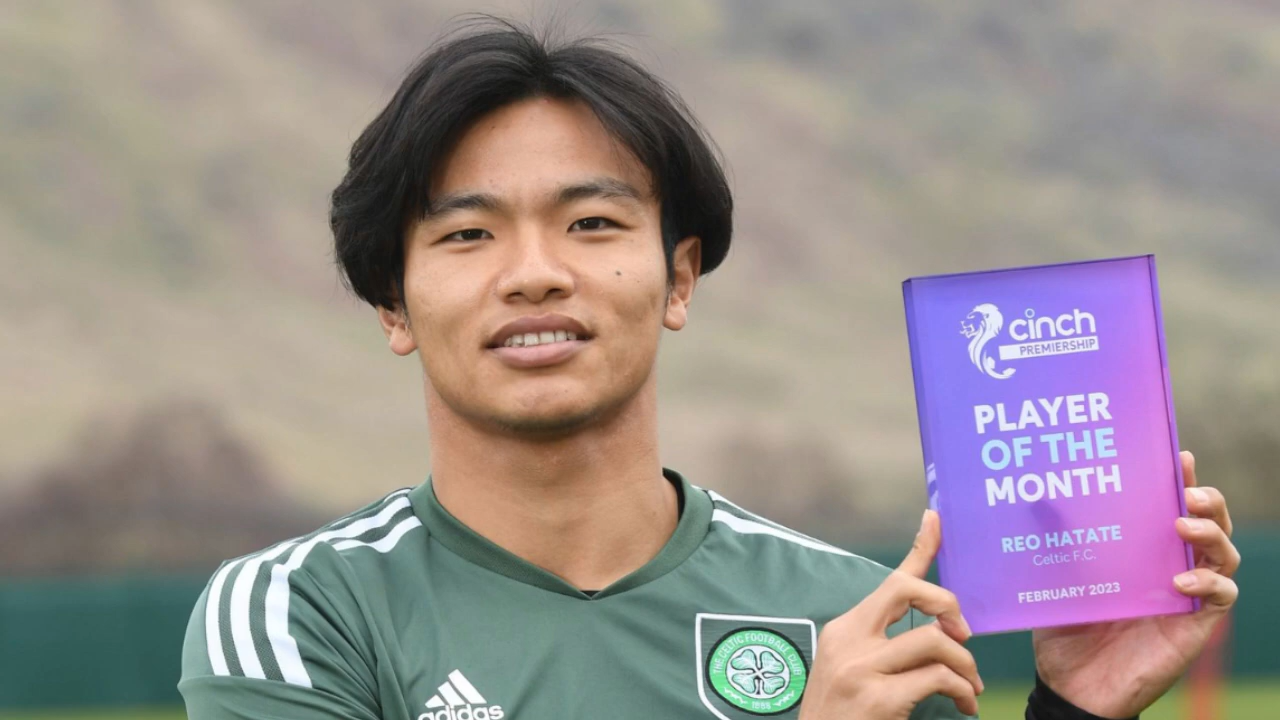 cinch
PREMIERSHIP
PLAYER
OF THE
MONTH
REO HATATE
Celtic F.C.
FEBRUARY 2023
adidas
THE CELTIC FOOTBALL CLUB
1888